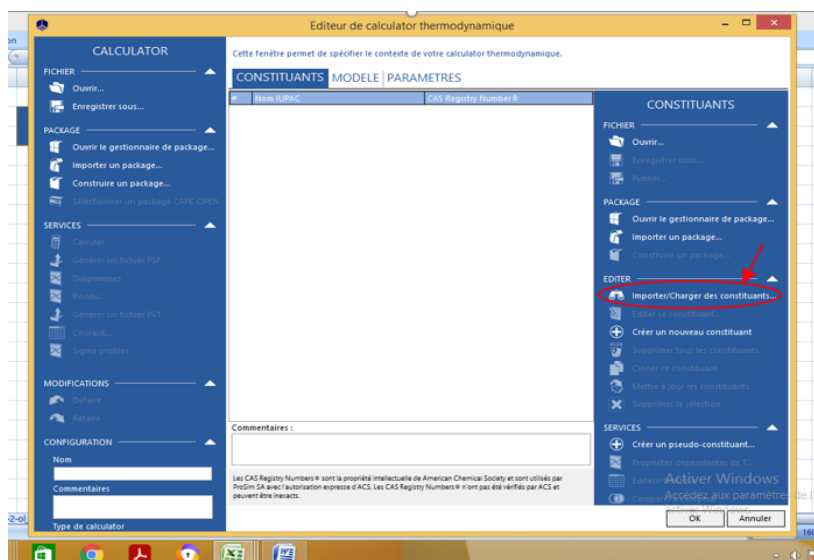 Editeur de calculator thermodynamique
CALCULATOR
FICHIER
Ouvrir...
Enregistrer sous...
PACKAGE
Ouvrir le gestionnaire de package...
Importer un package...
Construire un package...
Sélectionner un package CAPE-OPEN
SERVICES
Calculer
Générer un fichier PSF
Diagrammes
Résidu...
Générer un fichier PVT
Courant...
Sigma profiles
MODIFICATIONS
Défaire
Refaire
CONFIGURATION
Nom
Commentaires
Type de calculator
Cette fenêtre permet de spécifier le contexte de votre calculator thermodynamique.
CONSTITUANTS MODELE PARAMETRES
# Nom IUPAC CAS Registry Number®
Commentaires :
Les CAS Registry Numbers® sont la propriété intellectuelle de American Chemical Society et sont utilisés par
ProSim SA avec l'autorisation expresse d'ACS. Les CAS Registry Numbers® n'ont pas été vérifiés par ACS et
peuvent être inexacts.
CONSTITUANTS
FICHIER
Ouvrir...
Enregistrer sous...
Publier...
PACKAGE
Ouvrir le gestionnaire de package...
Importer un package...
Construire un package...
EDITER
Importer/Charger des constituants...
Editer ce constituant...
Créer un nouveau constituant
Supprimer tous les constituants
Cloner ce constituant
Mettre à jour les constituants
Supprimer la sélection
SERVICES
Créer un pseudo-constituant...
Propriétés dépendantes de T...
Editeur
Activer Windows
Accédez aux paramètres de
activer Windows
OK Annuler